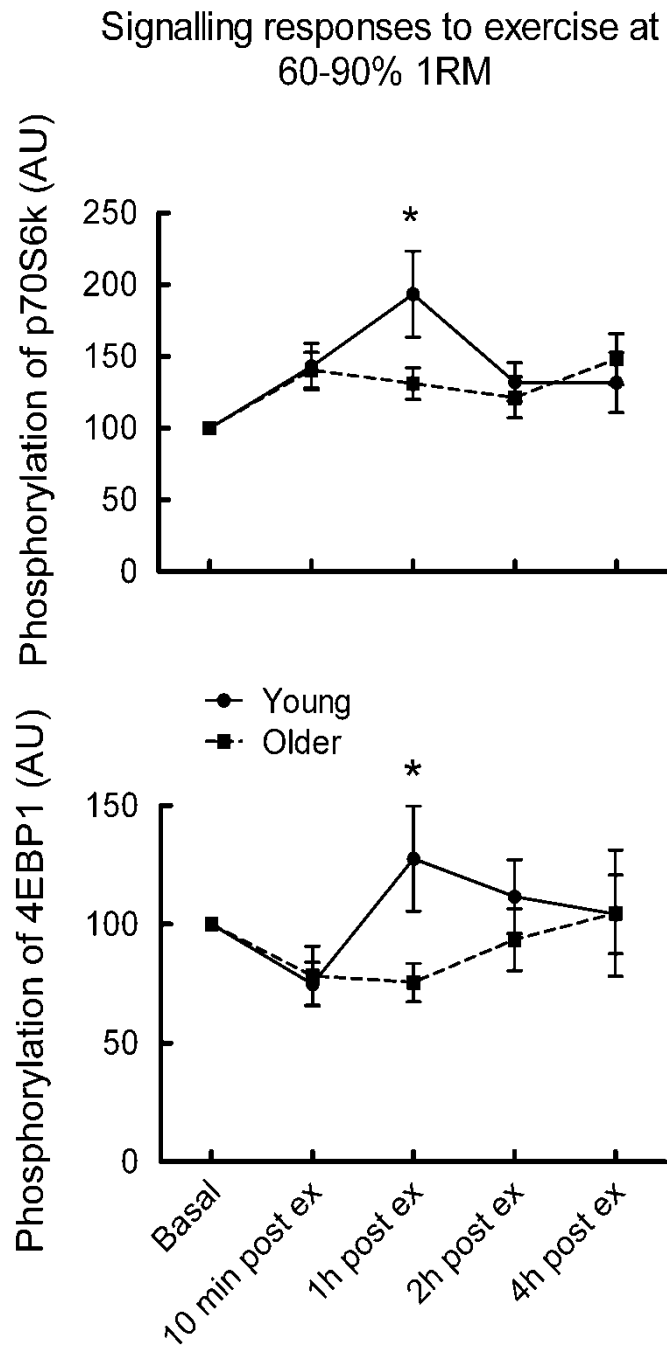 Signalling responses to exercise at
60-90% 1RM
Phosphorylation of p70S6k (AU)
250
200
150
100
50
0
*
Phosphorylation of 4EBP1 (AU)
Young
Older
150
100
50
0
*
Basal
10 min post ex
1h post ex
2h post ex
4h post ex